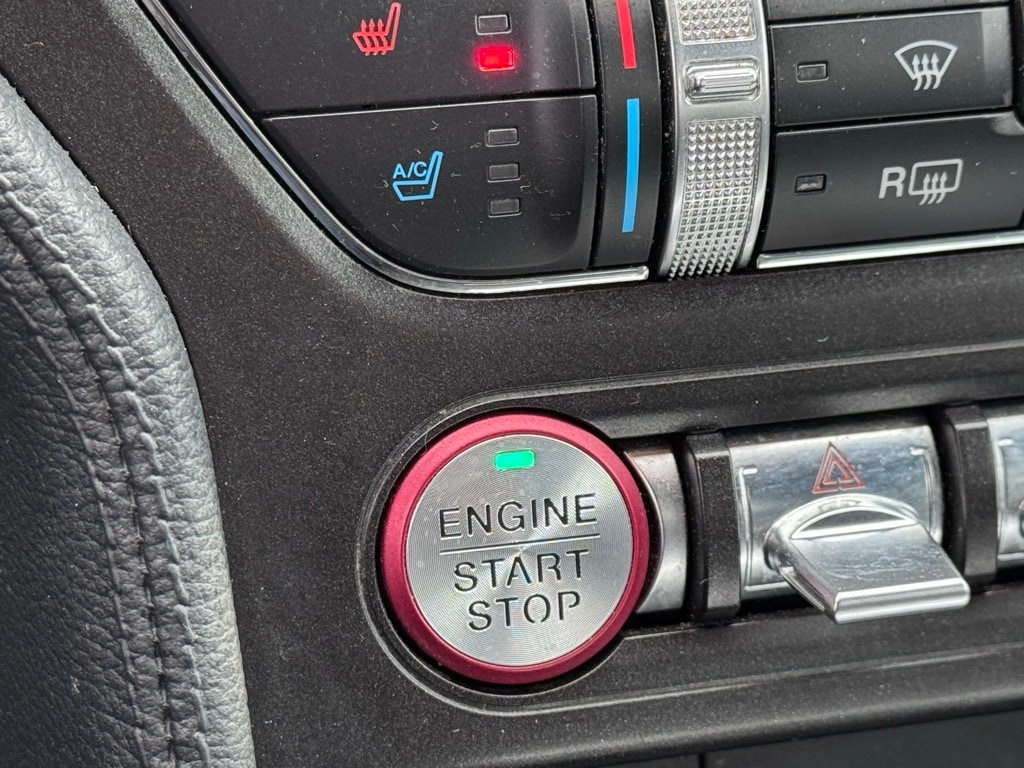 A/C
R
ENGINE
START
STOP